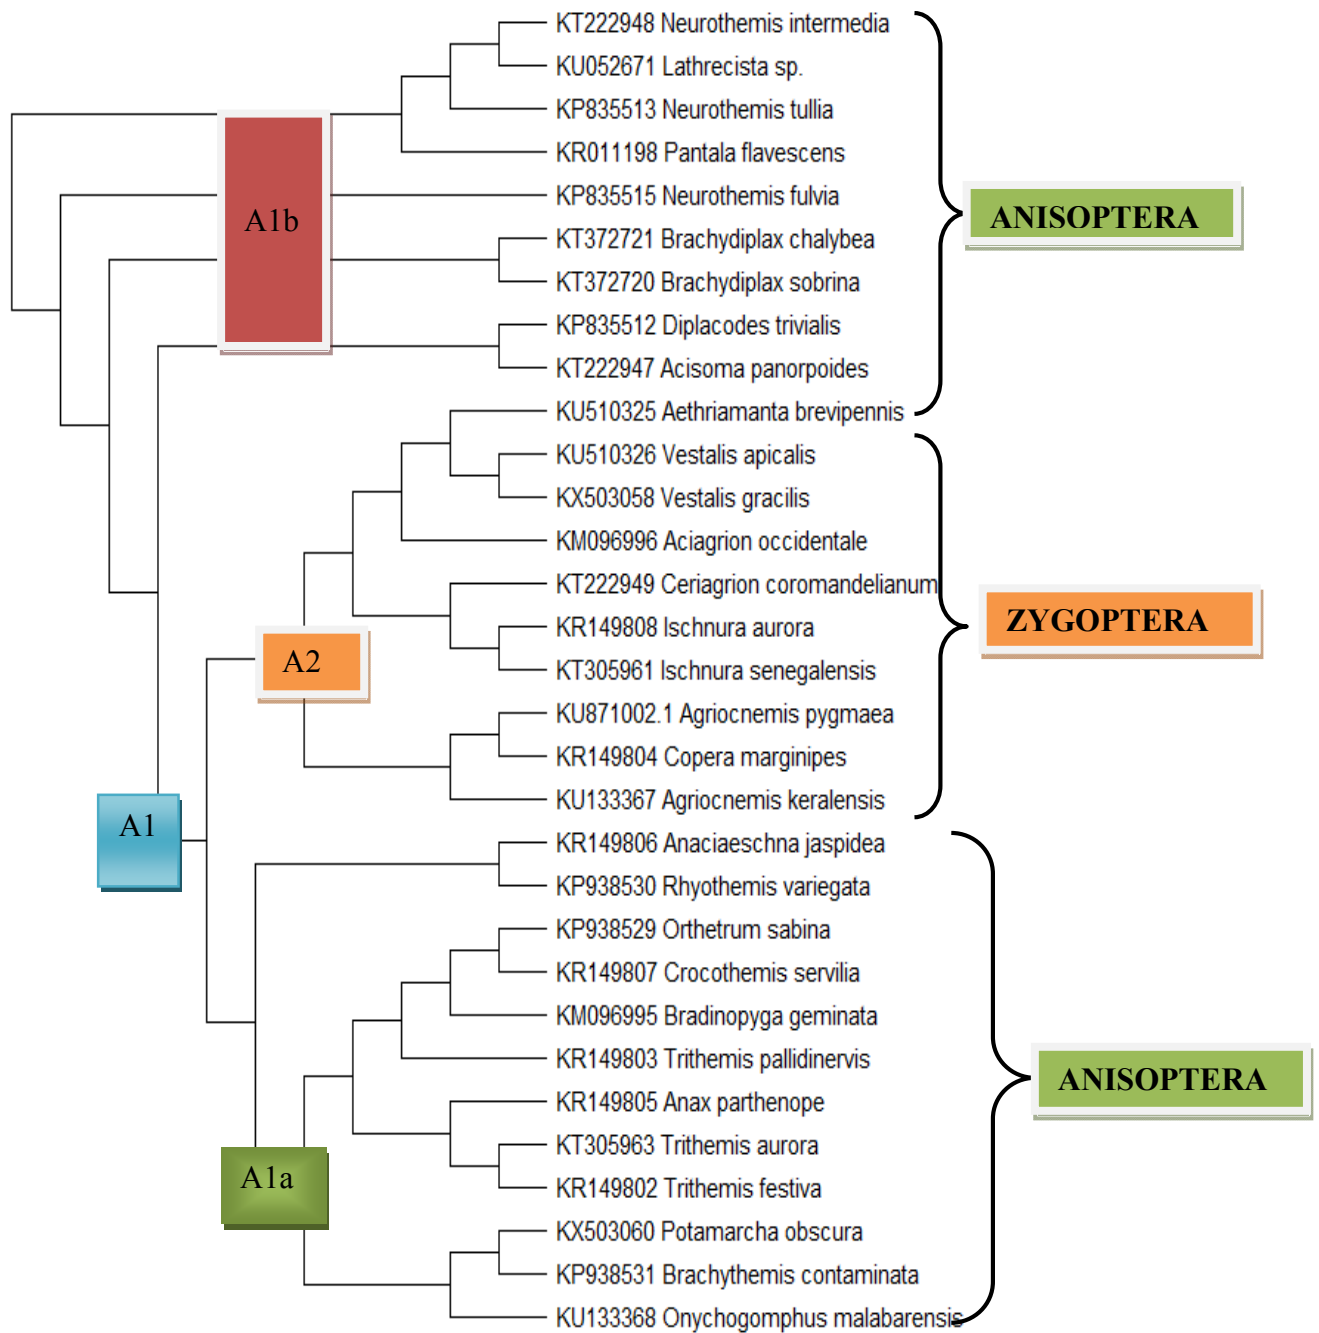 KT222948 Neurothemis intermedia
KU052671 Lathrecista sp.
KP835513 Neurothemis tullia
KR011198 Pantala flavescens
KP835515 Neurothemis fulvia
KT372721 Brachydiplax chalybea
KT372720 Brachydiplax sobrina
KP835512 Diplacodes trivialis
KT222947 Acisoma panorpoides
KU510325 Aethriamanta brevipennis
A1b
ANISOPTERA
KU510326 Vestalis apicalis
KX503058 Vestalis gracilis
KM096996 Aciagrion occidentale
KT222949 Ceriagrion coromandelianum
KR149808 Ischnura aurora
KT305961 Ischnura senegalensis
KU871002.1 Agriocnemis pygmaea
KR149804 Copera marginipes
KU133367 Agriocnemis keralensis
A2
ZYGOPTERA
A1
KR149806 Anaciaeschna jaspidea
KP938530 Rhyothemis variegata
KP938529 Orthetrum sabina
KR149807 Crocothemis servilia
KM096995 Bradinopyga geminata
KR149803 Trithemis pallidinervis
KR149805 Anax parthenope
KT305963 Trithemis aurora
KR149802 Trithemis festiva
KX503060 Potamarcha obscura
KP938531 Brachythemis contaminata
KU133368 Onychogomphus malabarensis
A1a
ANISOPTERA